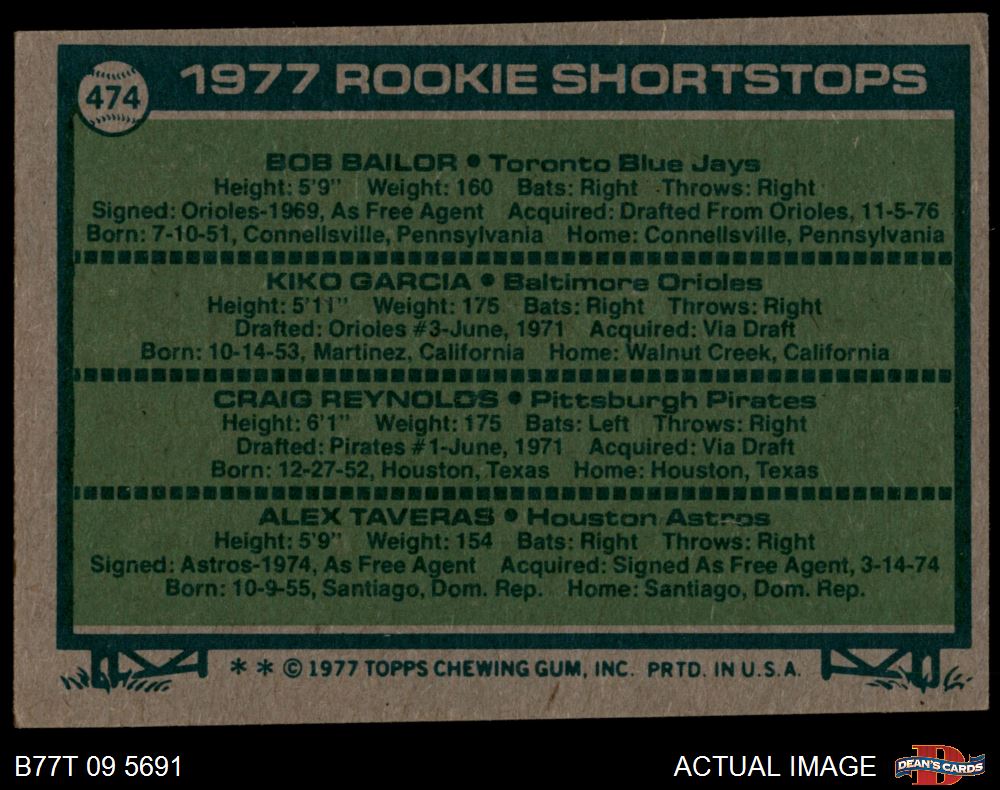 474
1977 ROOKIE SHORTSTOPS
BOB BAILOR • Toronto Blue Jays
Height: 5'9" Weight: 160 Bats: Right Throws: Right
Signed: Orioles-1969, As Free Agent Acquired: Drafted From Orioles, 11-5-76
Born: 7-10-51, Connellsville, Pennsylvania Home: Connellsville, Pennsylvania
KIKO GARCIA • Baltimore Orioles
Height: 5'11" Weight: 175 Bats: Right Throws: Right
Drafted: Orioles #3-June, 1971 Acquired: Via Draft
Born: 10-14-53, Martinez, California Home: Walnut Creek, California
CRAIG REYNOLDS • Pittsburgh Pirates
Height: 6'1" Weight: 175 Bats: Left Throws: Right
Drafted: Pirates #1-June, 1971 Acquired: Via Draft
Born: 12-27-52, Houston, Texas Home: Houston, Texas
ALEX TAVERAS • Houston Astros
Height: 5'9" Weight: 154 Bats: Right Throws: Right
Signed: Astros-1974, As Free Agent Acquired: Signed As Free Agent, 3-14-74
Born: 10-9-55, Santiago, Dom. Rep. Home: Santiago, Dom. Rep.
* * © 1977 TOPPS CHEWING GUM, INC. PRTD. IN U.S.A.
B77T 09 5691
ACTUAL IMAGE
D
DEAN'S CARDS